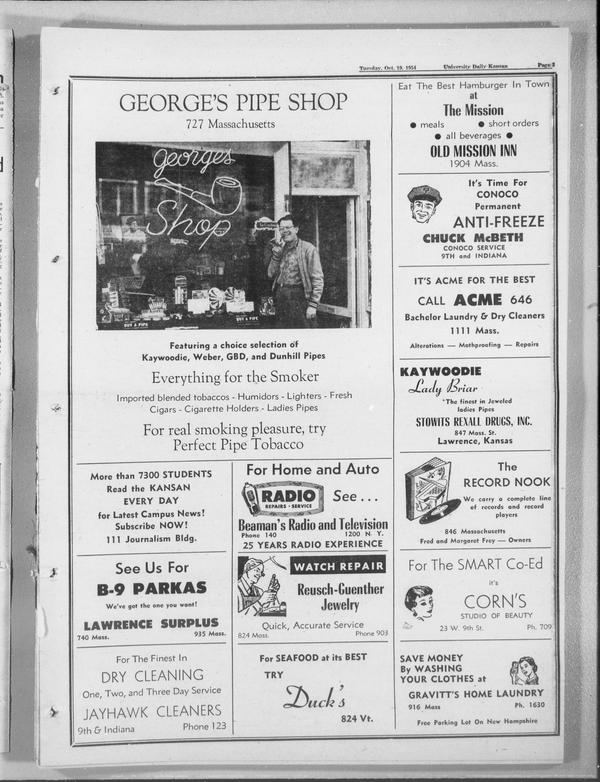 Tuesday, Oct. 19, 1954 University Daily Kansan Page 3
GEORGE'S PIPE SHOP
727 Massachusetts
Georges
Shop
BUY A PIPE
BUY A PIPE
Featuring a choice selection of
Kaywoodie, Weber, GBD, and Dunhill Pipes
Everything for the Smoker
Imported blended tobaccos - Humidors - Lighters - Fresh
Cigars - Cigarette Holders - Ladies Pipes
For real smoking pleasure, try
Perfect Pipe Tobacco
More than 7300 STUDENTS
Read the KANSAN
EVERY DAY
for Latest Campus News!
Subscribe NOW!
111 Journalism Bldg.
See Us For
B-9 PARKAS
We've got the one you want!
LAWRENCE SURPLUS
740 Mass. 935 Mass.
For The Finest In
DRY CLEANING
One, Two, and Three Day Service
JAYHAWK CLEANERS
9th & Indiana Phone 123
For Home and Auto
RADIO
REPAIRS - SERVICE
See ...
Beaman's Radio and Television
Phone 140 1200 N. Y.
25 YEARS RADIO EXPERIENCE
WATCH REPAIR
Reusch-Guenther
Jewelry
Quick, Accurate Service
824 Mass. Phone 903
For SEAFOOD at its BEST
TRY
Duck's
824 Vt.
Eat The Best Hamburger In Town
at
The Mission
● meals ● short orders
● all beverages ●
OLD MISSION INN
1904 Mass.
It's Time For
CONOCO
Permanent
ANTI-FREEZE
CHUCK McBETH
CONOCO SERVICE
9TH and INDIANA
IT'S ACME FOR THE BEST
CALL ACME 646
Bachelor Laundry & Dry Cleaners
1111 Mass.
Alterations — Mothproofing — Repairs
KAYWOODIE
Lady Briar
"The finest in Jeweled
ladies Pipes
STOWITS REXALL DRUGS, INC.
847 Mass. St.
Lawrence, Kansas
The
RECORD NOOK
We carry a complete line
of records and record
players
846 Massachusetts
Fred and Margaret Frey — Owners
For The SMART Co-Ed
it's
CORN'S
STUDIO OF BEAUTY
23 W. 9th St. Ph. 709
SAVE MONEY
By WASHING
YOUR CLOTHES at
GRAVITT'S HOME LAUNDRY
916 Mass Ph. 1630
Free Parking Lot On New Hampshire